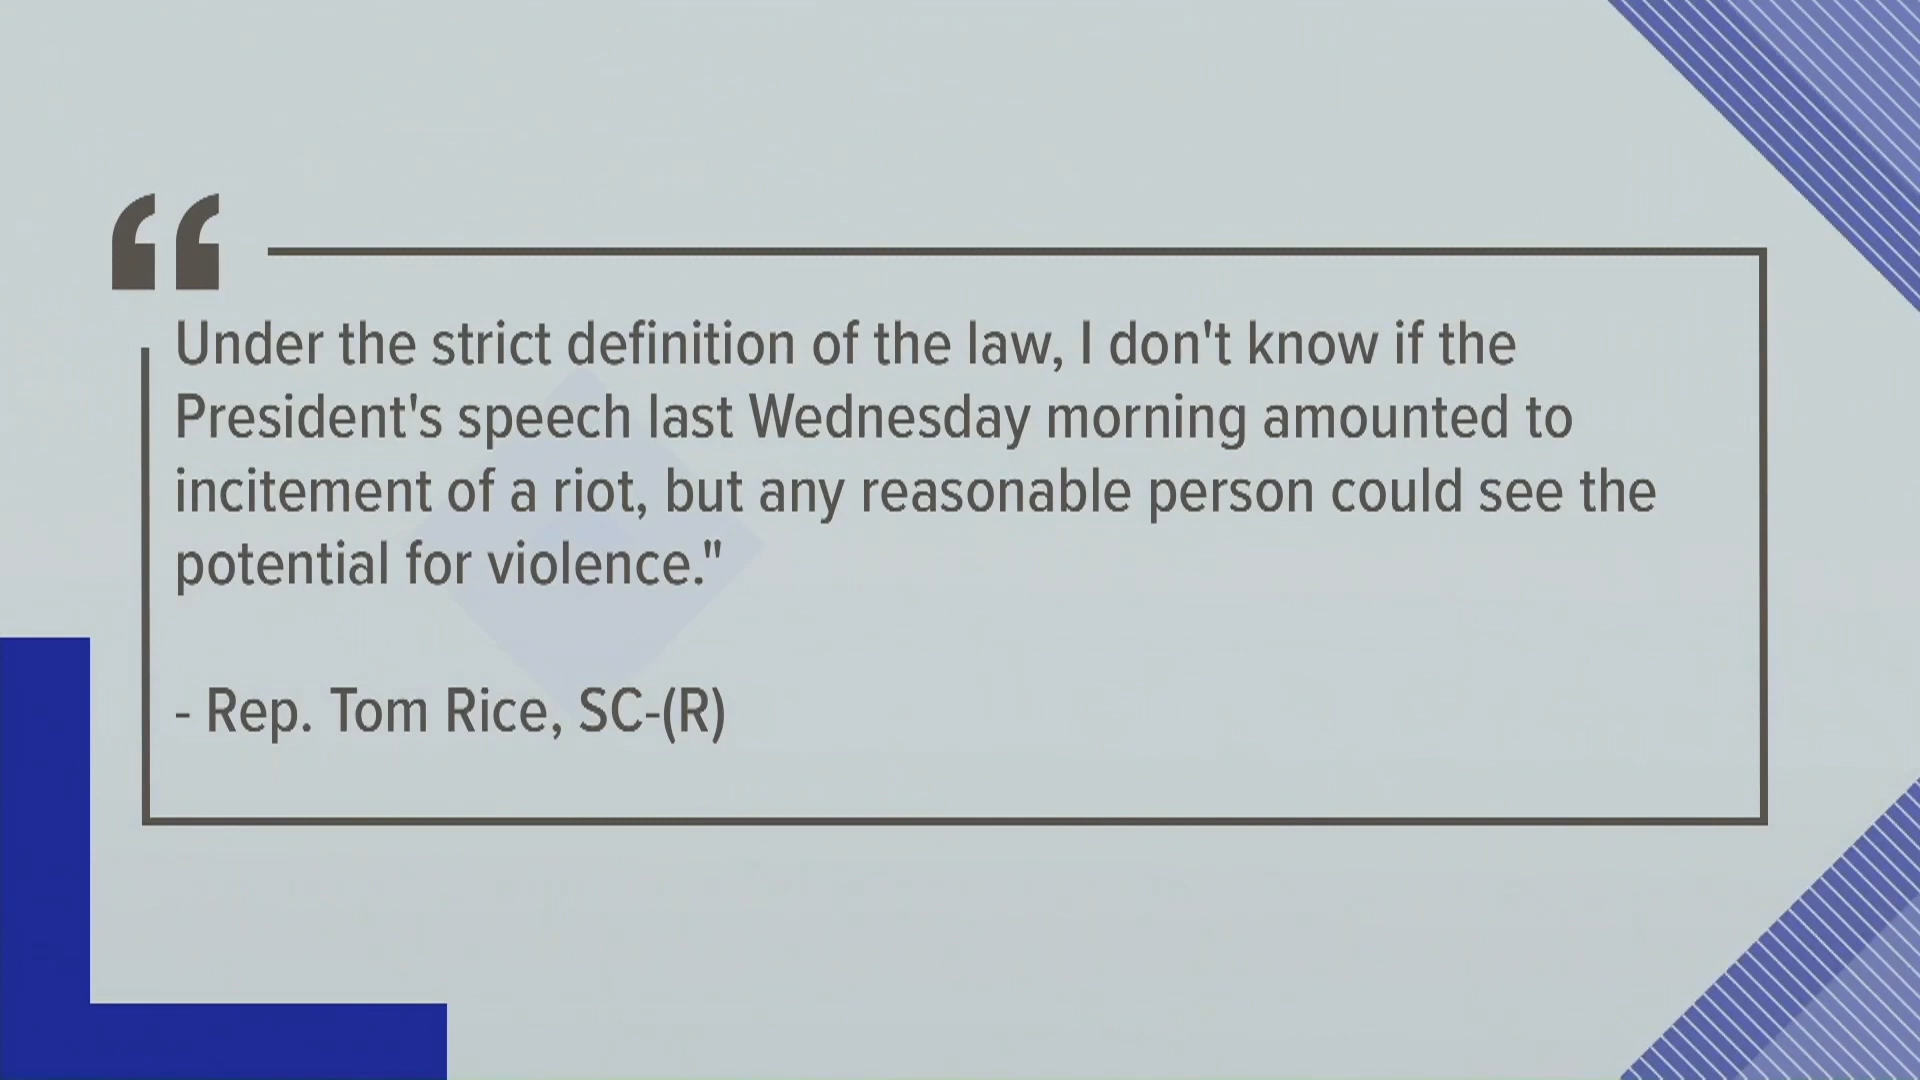 “
Under the strict definition of the law, I don't know if the
President's speech last Wednesday morning amounted to
incitement of a riot, but any reasonable person could see the
potential for violence."
- Rep. Tom Rice, SC-(R)